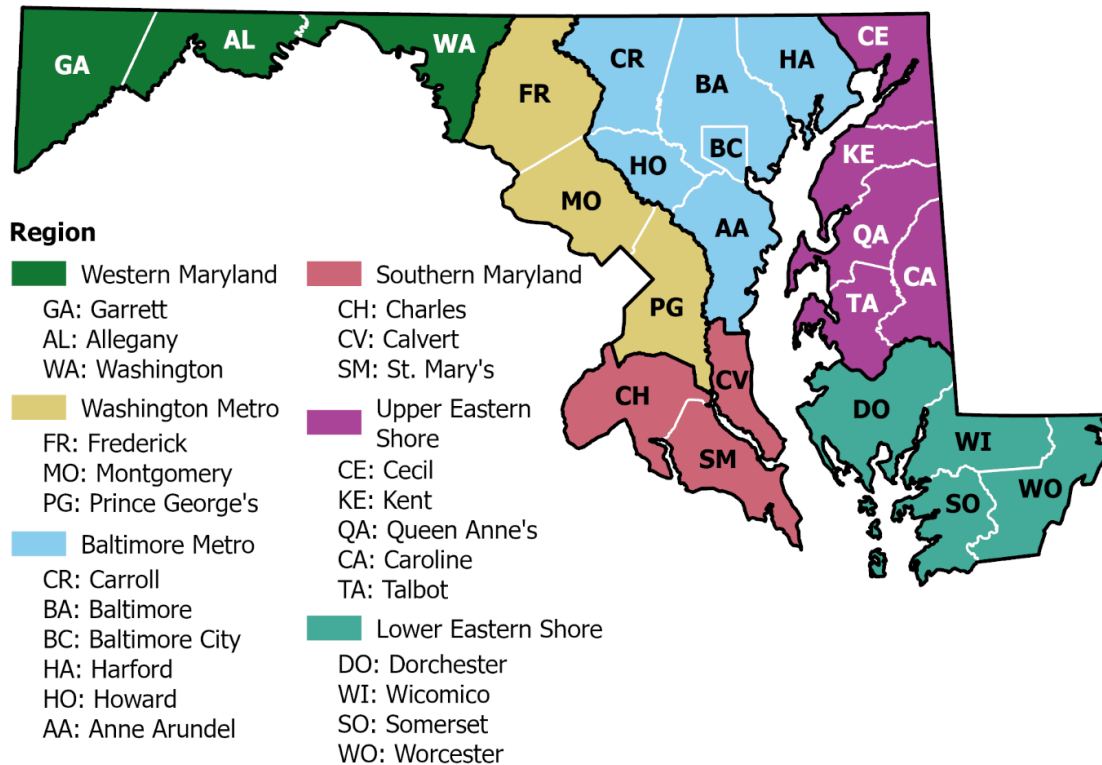 GA
AL
WA
FR
CR
BA
HA
CE
BC
HO
KE
MO
AA
QA
CA
TA
PG
CH
CV
SM
DO
WI
SO
WO
Region
Western Maryland
GA: Garrett
AL: Allegany
WA: Washington
Washington Metro
FR: Frederick
MO: Montgomery
PG: Prince George's
Baltimore Metro
CR: Carroll
BA: Baltimore
BC: Baltimore City
HA: Harford
HO: Howard
AA: Anne Arundel
Southern Maryland
CH: Charles
CV: Calvert
SM: St. Mary's
Upper Eastern
Shore
CE: Cecil
KE: Kent
QA: Queen Anne's
CA: Caroline
TA: Talbot
Lower Eastern Shore
DO: Dorchester
WI: Wicomico
SO: Somerset
WO: Worcester